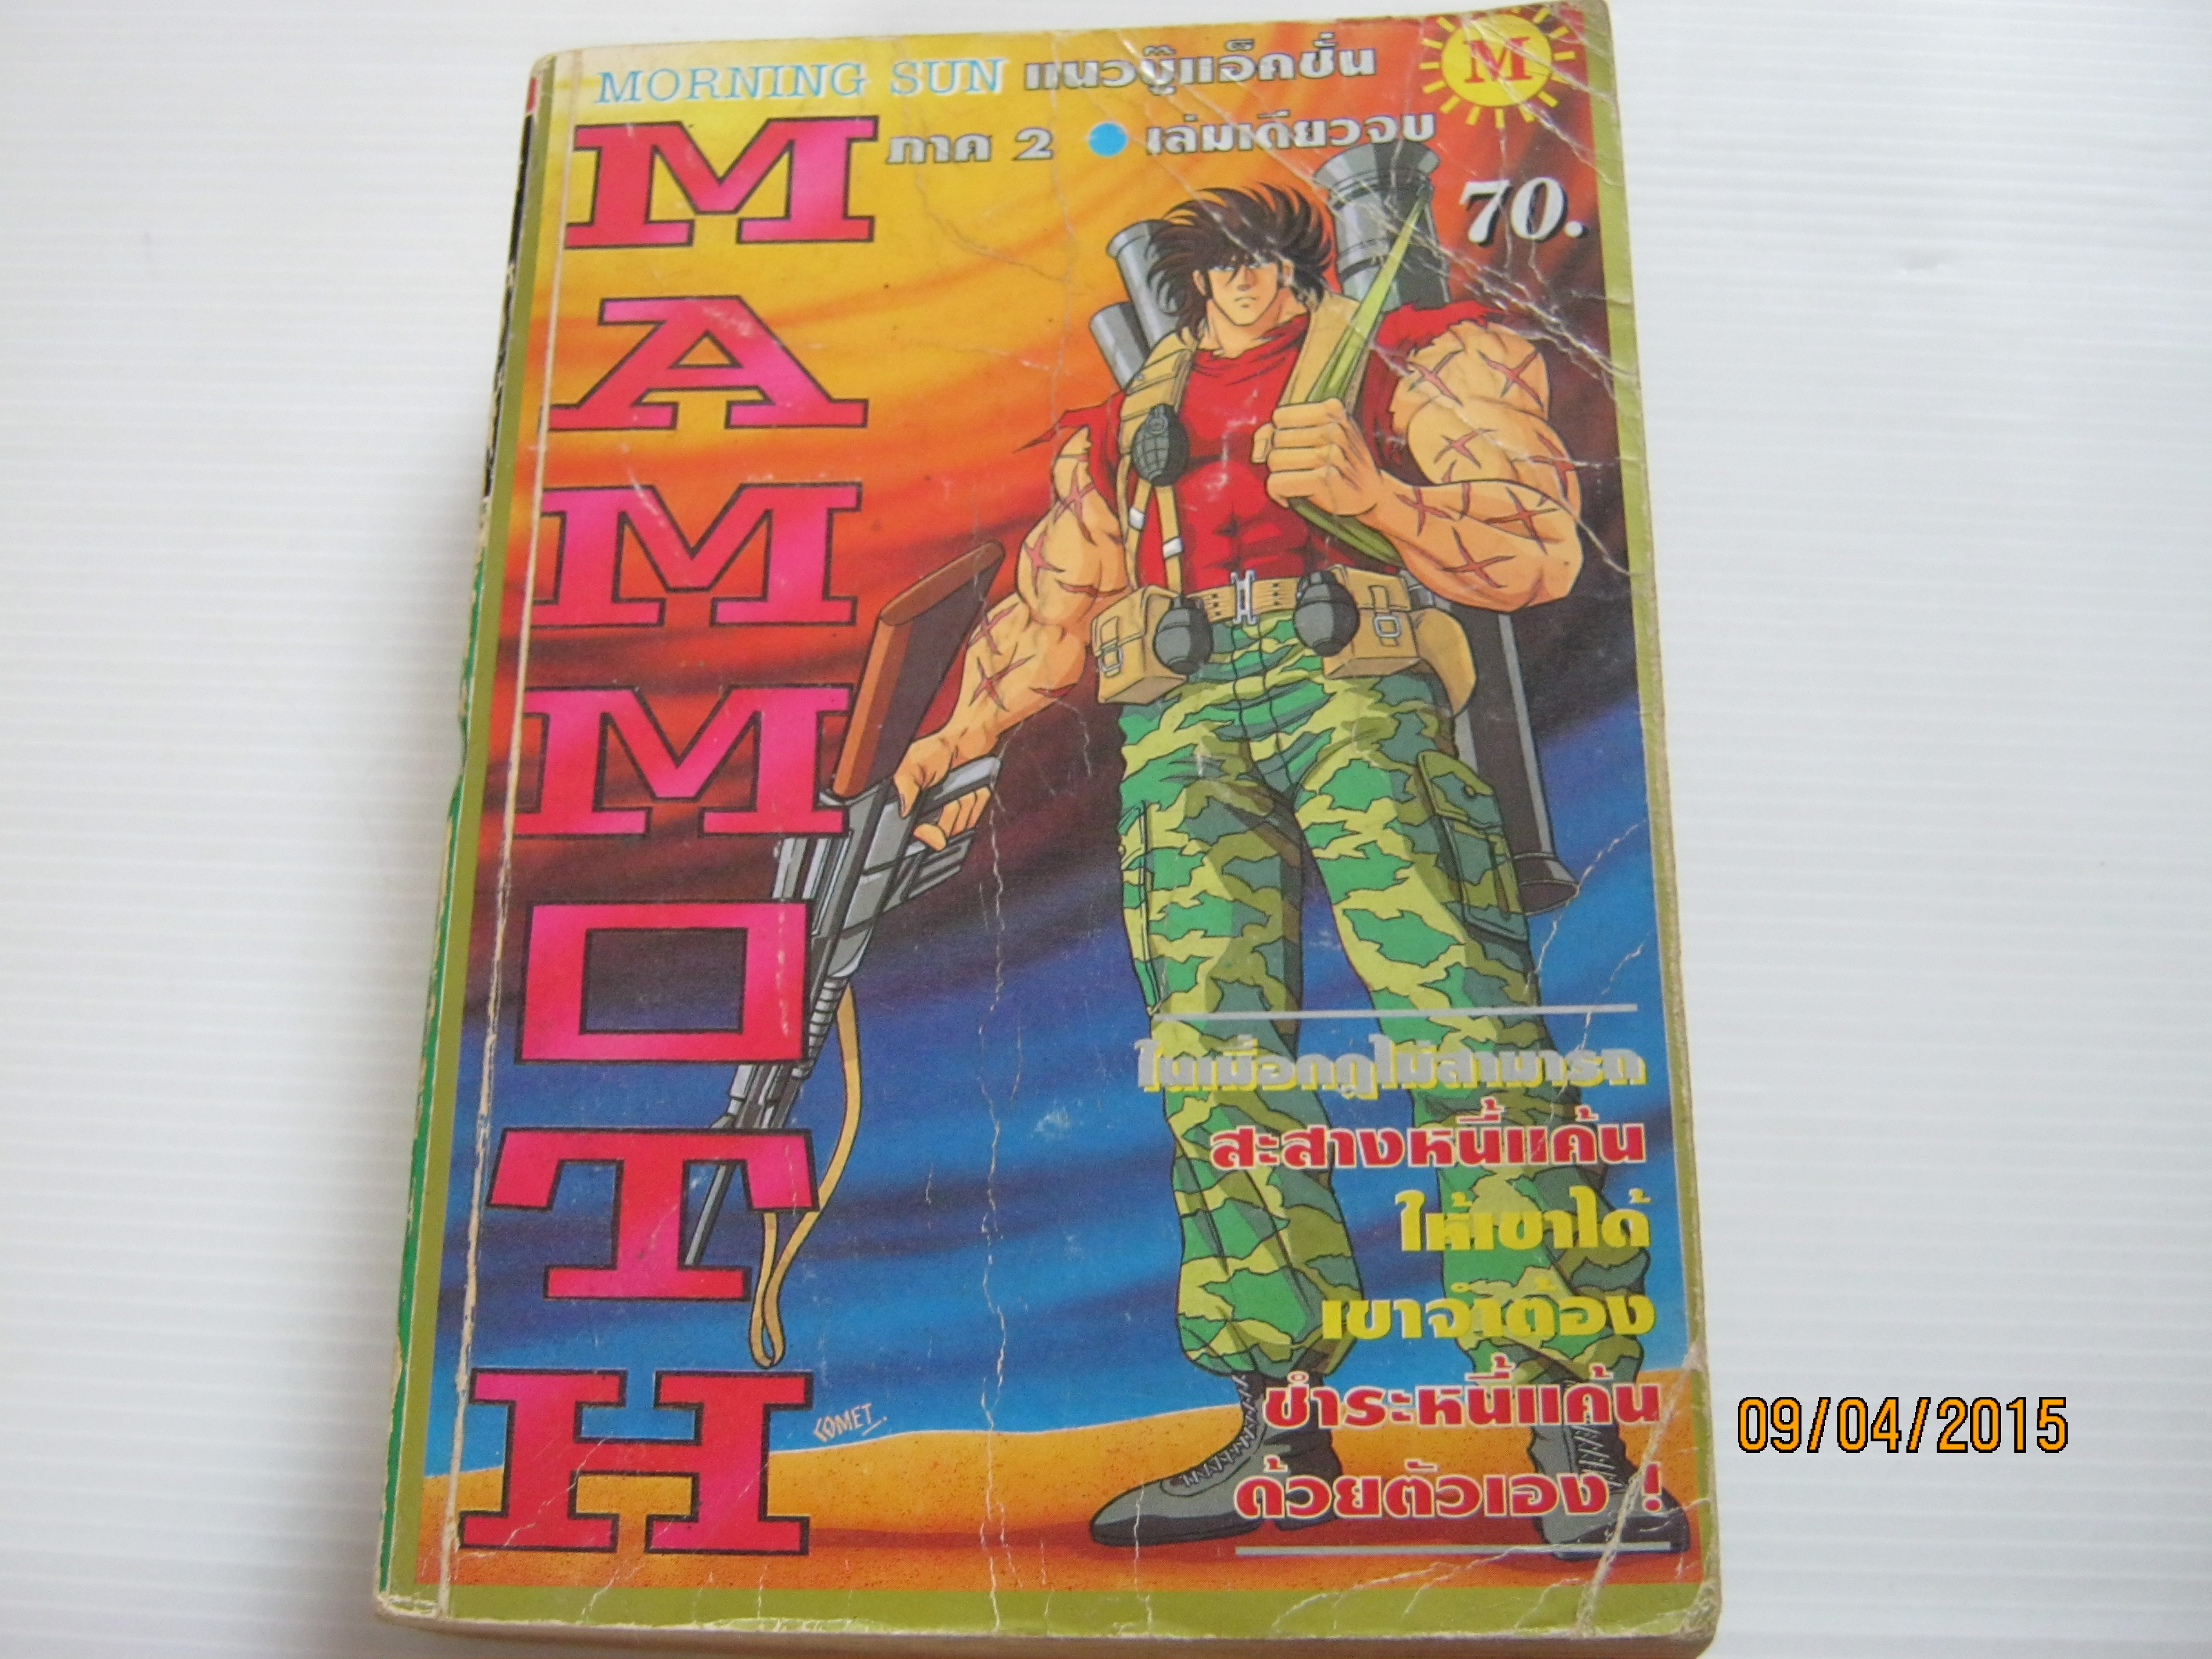 MORNING SUN แนวบู๊แอ็คชั่น
M
ภาค 2 ● เล่มเดียวจบ
70.
MAMMOTH
ในเมื่อกฎไม่สามารถ
สะสางหนี้แค้น
ให้เขาได้
เขาจำต้อง
ชำระหนี้แค้น
ด้วยตัวเอง !
COMET.
09/04/2015